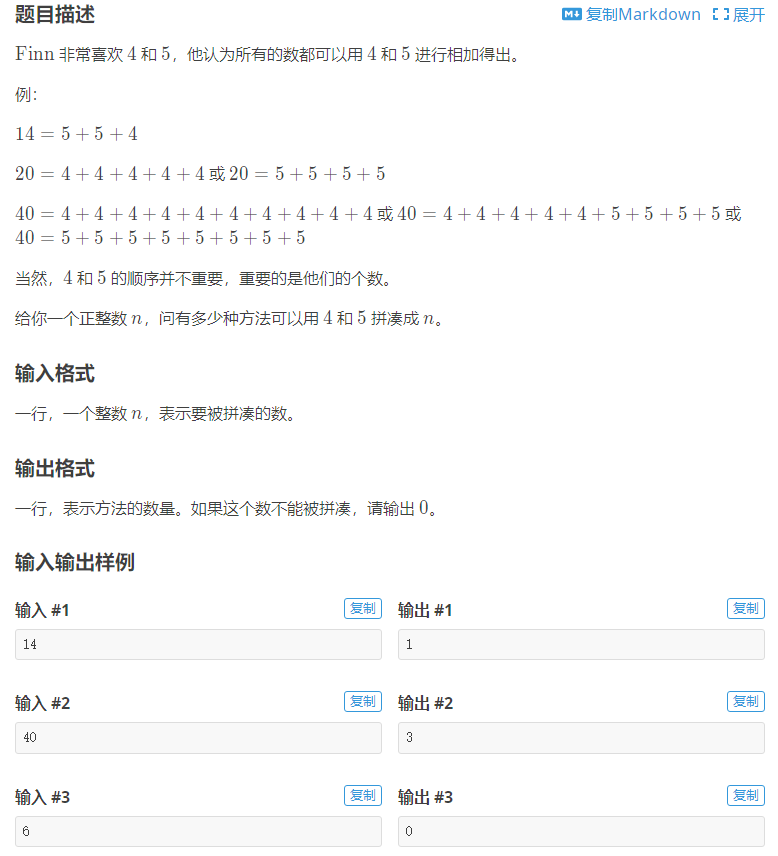 题目描述
复制Markdown 展开
Finn 非常喜欢 4 和 5，他认为所有的数都可以用 4 和 5 进行相加得出。
例：
14 = 5 + 5 + 4
20 = 4 + 4 + 4 + 4 + 4 或 20 = 5 + 5 + 5 + 5
40 = 4 + 4 + 4 + 4 + 4 + 4 + 4 + 4 + 4 + 4 或 40 = 4 + 4 + 4 + 4 + 4 + 5 + 5 + 5 + 5 或
40 = 5 + 5 + 5 + 5 + 5 + 5 + 5 + 5
当然，4 和 5 的顺序并不重要，重要的是他们的个数。
给你一个正整数 n，问有多少种方法可以用 4 和 5 拼凑成 n。
输入格式
一行，一个整数 n，表示要被拼凑的数。
输出格式
一行，表示方法的数量。如果这个数不能被拼凑，请输出 0。
输入输出样例
输入 #1 复制 输出 #1 复制
14 1
输入 #2 复制 输出 #2 复制
40 3
输入 #3 复制 输出 #3 复制
6 0